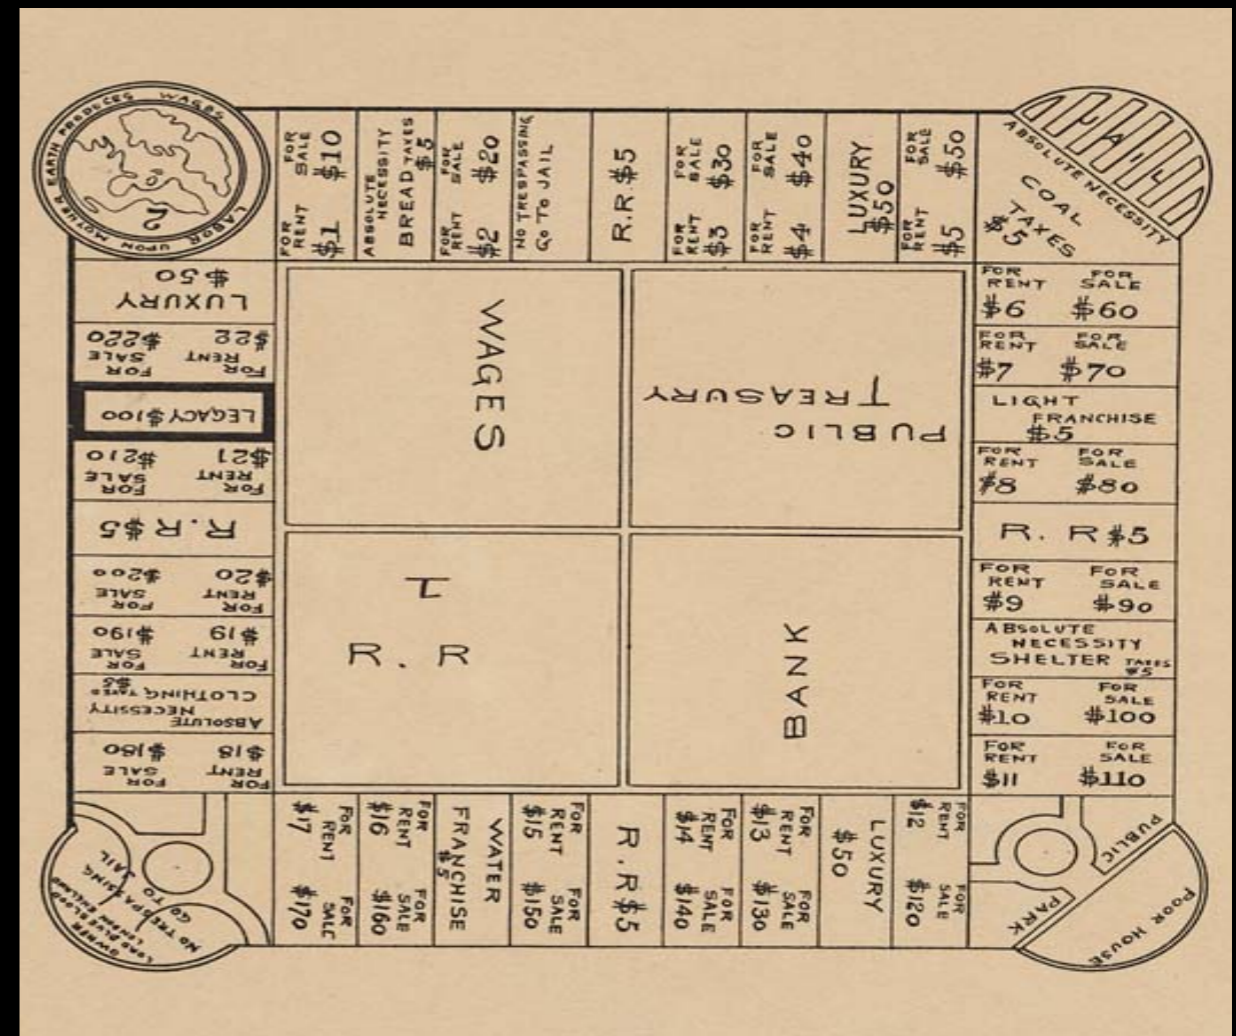 LABOR UPON MOTHER EARTH PRODUCES WAGES
FOR SALE $10
FOR RENT $1
ABSOLUTE
NECESSITY
BREAD TAXES
$5
FOR SALE $20
FOR RENT $2
NO TRESPASSING
GO TO JAIL
R.R $5
FOR SALE $30
FOR RENT $3
FOR SALE $40
FOR RENT $4
LUXURY
$50
FOR SALE $50
FOR RENT $5
JAIL
ABSOLUTE NECESSITY
COAL
TAXES
$5
FOR RENT $6
FOR SALE $60
FOR RENT $7
FOR SALE $70
LIGHT
FRANCHISE
$5
FOR RENT $8
FOR SALE $80
R. R $5
FOR RENT $9
FOR SALE $90
ABSOLUTE
NECESSITY
SHELTER TAXES
$5
FOR RENT $10
FOR SALE $100
FOR RENT $11
FOR SALE $110
PUBLIC
PARK
POOR HOUSE
FOR RENT $12
FOR SALE $120
LUXURY
$50
FOR RENT $13
FOR SALE $130
FOR RENT $14
FOR SALE $140
R.R $5
FOR RENT $15
FOR SALE $150
WATER
FRANCHISE
$5
FOR RENT $16
FOR SALE $160
FOR RENT $17
FOR SALE $170
NO TRESPASSING
GO TO JAIL
OWNER
LORD BLUEBLOOD
LONDON ENGLAND
FOR RENT $18
FOR SALE $180
ABSOLUTE
NECESSITY
CLOTHING TAXES
$5
FOR RENT $19
FOR SALE $190
FOR RENT $20
FOR SALE $200
R.R $5
FOR RENT $21
FOR SALE $210
LEGACY $100
FOR RENT $22
FOR SALE $220
LUXURY
$50
WAGES
PUBLIC
TREASURY
R.R
BANK